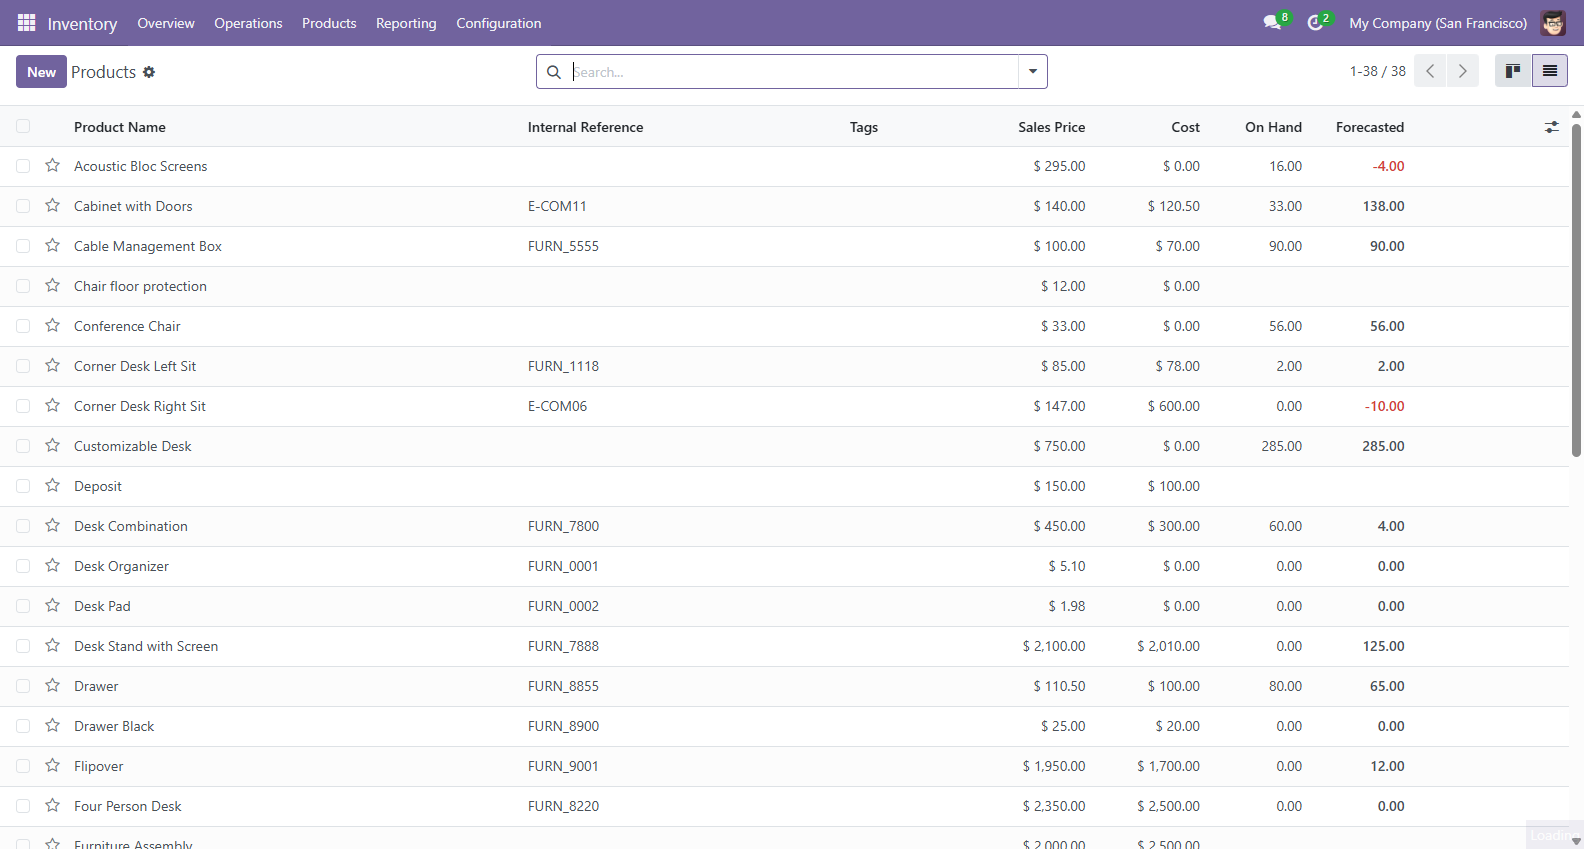 Inventory Overview Operations Products Reporting Configuration 8 2 My Company (San Francisco)
New Products Search... 1-38 / 38
Product Name Internal Reference Tags Sales Price Cost On Hand Forecasted
Acoustic Bloc Screens $ 295.00 $ 0.00 16.00 -4.00
Cabinet with Doors E-COM11 $ 140.00 $ 120.50 33.00 138.00
Cable Management Box FURN_5555 $ 100.00 $ 70.00 90.00 90.00
Chair floor protection $ 12.00 $ 0.00
Conference Chair $ 33.00 $ 0.00 56.00 56.00
Corner Desk Left Sit FURN_1118 $ 85.00 $ 78.00 2.00 2.00
Corner Desk Right Sit E-COM06 $ 147.00 $ 600.00 0.00 -10.00
Customizable Desk $ 750.00 $ 0.00 285.00 285.00
Deposit $ 150.00 $ 100.00
Desk Combination FURN_7800 $ 450.00 $ 300.00 60.00 4.00
Desk Organizer FURN_0001 $ 5.10 $ 0.00 0.00 0.00
Desk Pad FURN_0002 $ 1.98 $ 0.00 0.00 0.00
Desk Stand with Screen FURN_7888 $ 2,100.00 $ 2,010.00 0.00 125.00
Drawer FURN_8855 $ 110.50 $ 100.00 80.00 65.00
Drawer Black FURN_8900 $ 25.00 $ 20.00 0.00 0.00
Flipover FURN_9001 $ 1,950.00 $ 1,700.00 0.00 12.00
Four Person Desk FURN_8220 $ 2,350.00 $ 2,500.00 0.00 0.00
Furniture Assembly $ 2,000.00 $ 2,500.00
Loading